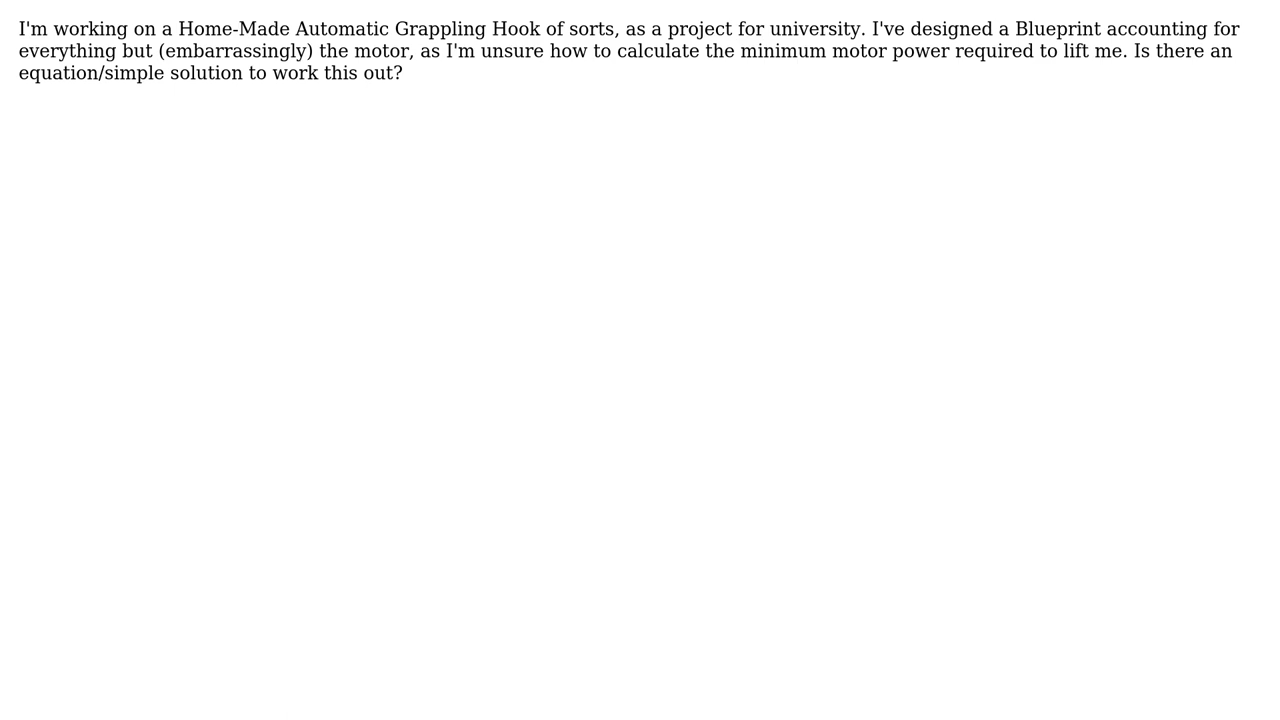 I'm working on a Home-Made Automatic Grappling Hook of sorts, as a project for university. I've designed a Blueprint accounting for
everything but (embarrassingly) the motor, as I'm unsure how to calculate the minimum motor power required to lift me. Is there an
equation/simple solution to work this out?